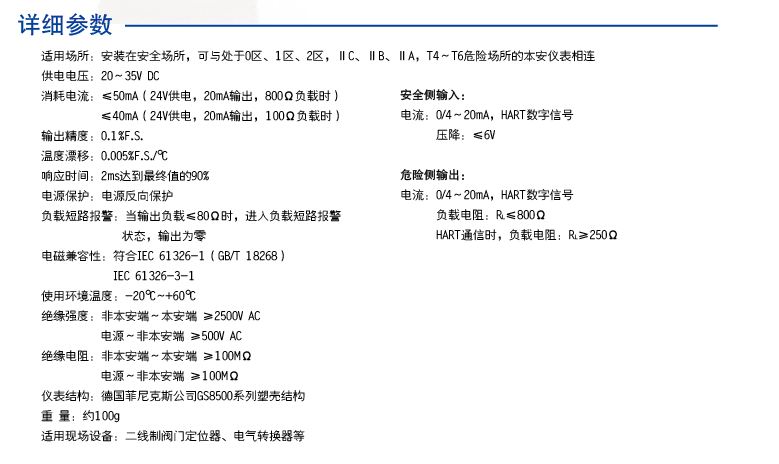 详细参数
适用场所：安装在安全场所，可与处于0区、1区、2区，ⅡC、ⅡB、ⅡA，T4～T6危险场所的本安仪表相连
供电电压：20～35V DC
消耗电流：≤50mA（24V供电，20mA输出，800Ω负载时）
≤40mA（24V供电，20mA输出，100Ω负载时）
输出精度：0.1%F.S.
温度漂移：0.005%F.S./℃
响应时间：2ms达到最终值的90%
电源保护：电源反向保护
负载短路报警：当输出负载≤80Ω时，进入负载短路报警
状态，输出为零
电磁兼容性：符合IEC 61326-1（GB/T 18268）
IEC 61326-3-1
使用环境温度：-20℃~+60℃
绝缘强度：非本安端～本安端 ≥2500V AC
电源～非本安端 ≥500V AC
绝缘电阻：非本安端～本安端 ≥100MΩ
电源～非本安端 ≥100MΩ
仪表结构：德国菲尼克斯公司GS8500系列塑壳结构
重 量：约100g
适用现场设备：二线制阀门定位器、电气转换器等
安全侧输入：
电流：0/4～20mA，HART数字信号
压降：≤6V
危险侧输出：
电流：0/4～20mA，HART数字信号
负载电阻：RL≤800Ω
HART通信时，负载电阻：RL≥250Ω